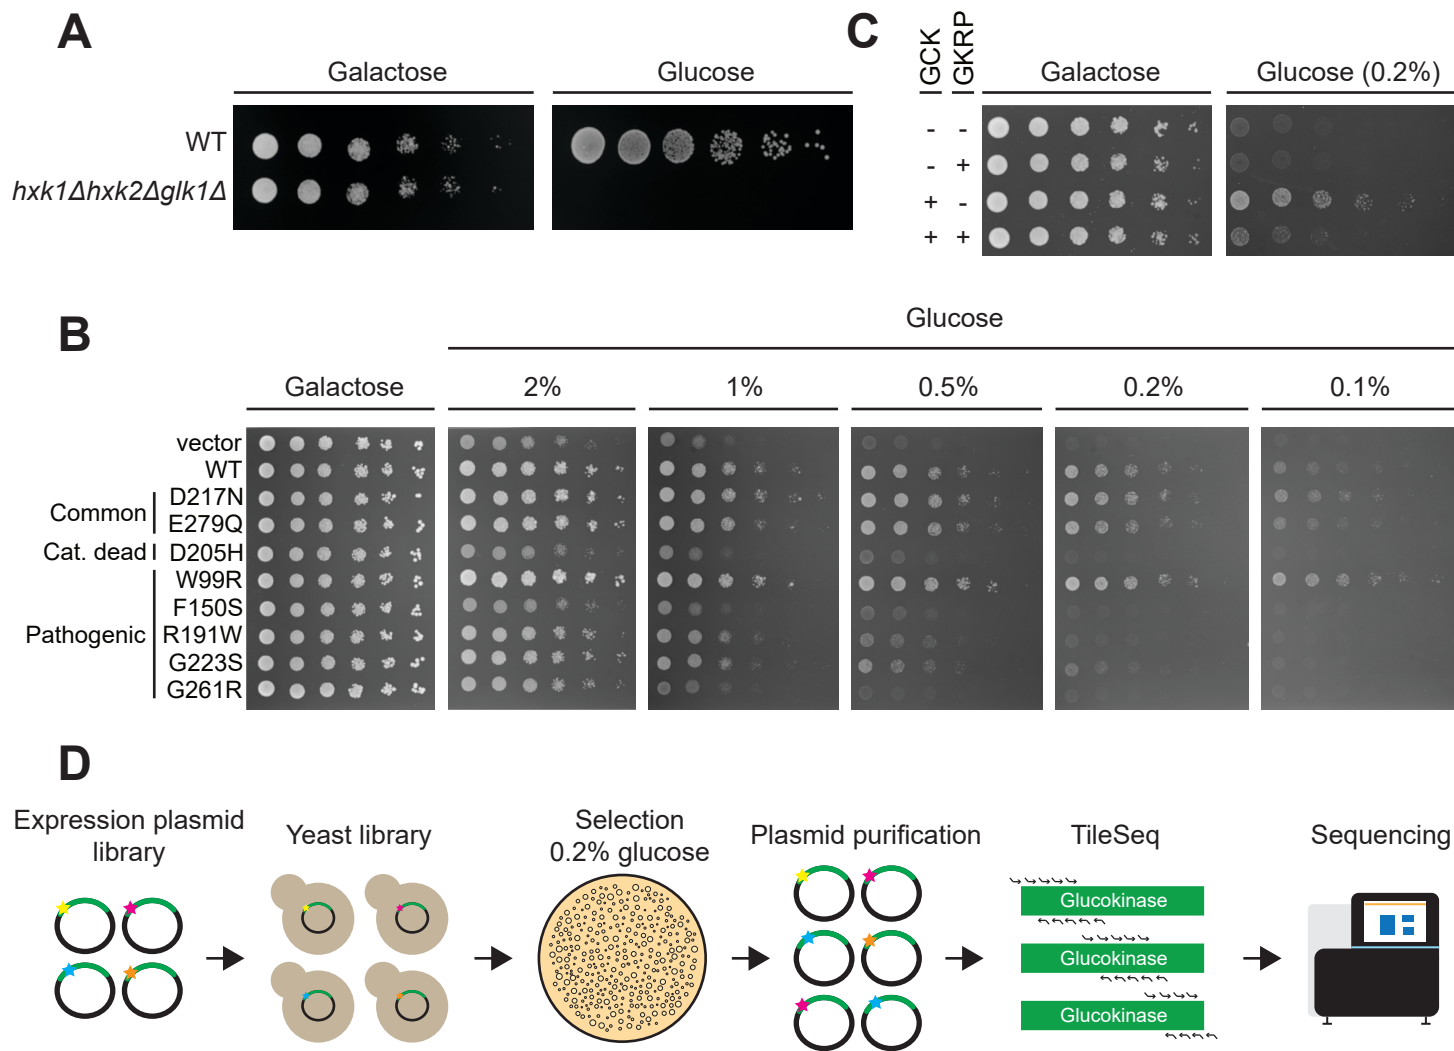 A
Galactose
Glucose
WT
hxk1Δhxk2Δglk1Δ
C
GCK
GKRP
Galactose
Glucose (0.2%)
- -
- +
+ -
+ +
B
Glucose
Galactose
2%
1%
0.5%
0.2%
0.1%
vector
WT
Common
D217N
E279Q
Cat. dead
D205H
Pathogenic
W99R
F150S
R191W
G223S
G261R
D
Expression plasmid
library
Yeast library
Selection
0.2% glucose
Plasmid purification
TileSeq
Sequencing
Glucokinase
Glucokinase
Glucokinase